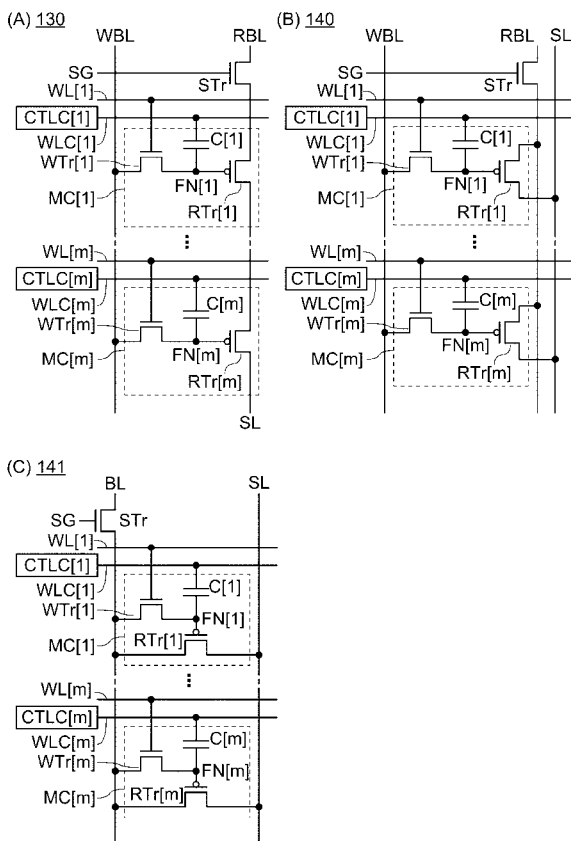 (A) 130
WBL RBL
SG
STr
WL[1]
CTLC[1]
WLC[1]
C[1]
WTr[1]
FN[1]
MC[1]
RTr[1]
WL[m]
CTLC[m]
WLC[m]
C[m]
WTr[m]
FN[m]
MC[m]
RTr[m]
SL
(B) 140
WBL RBL SL
SG
STr
WL[1]
CTLC[1]
WLC[1]
C[1]
WTr[1]
FN[1]
MC[1]
RTr[1]
WL[m]
CTLC[m]
WLC[m]
C[m]
WTr[m]
FN[m]
MC[m]
RTr[m]
(C) 141
BL SL
SG STr
WL[1]
CTLC[1]
WLC[1]
C[1]
WTr[1]
FN[1]
MC[1]
RTr[1]
WL[m]
CTLC[m]
WLC[m]
C[m]
WTr[m]
FN[m]
MC[m]
RTr[m]